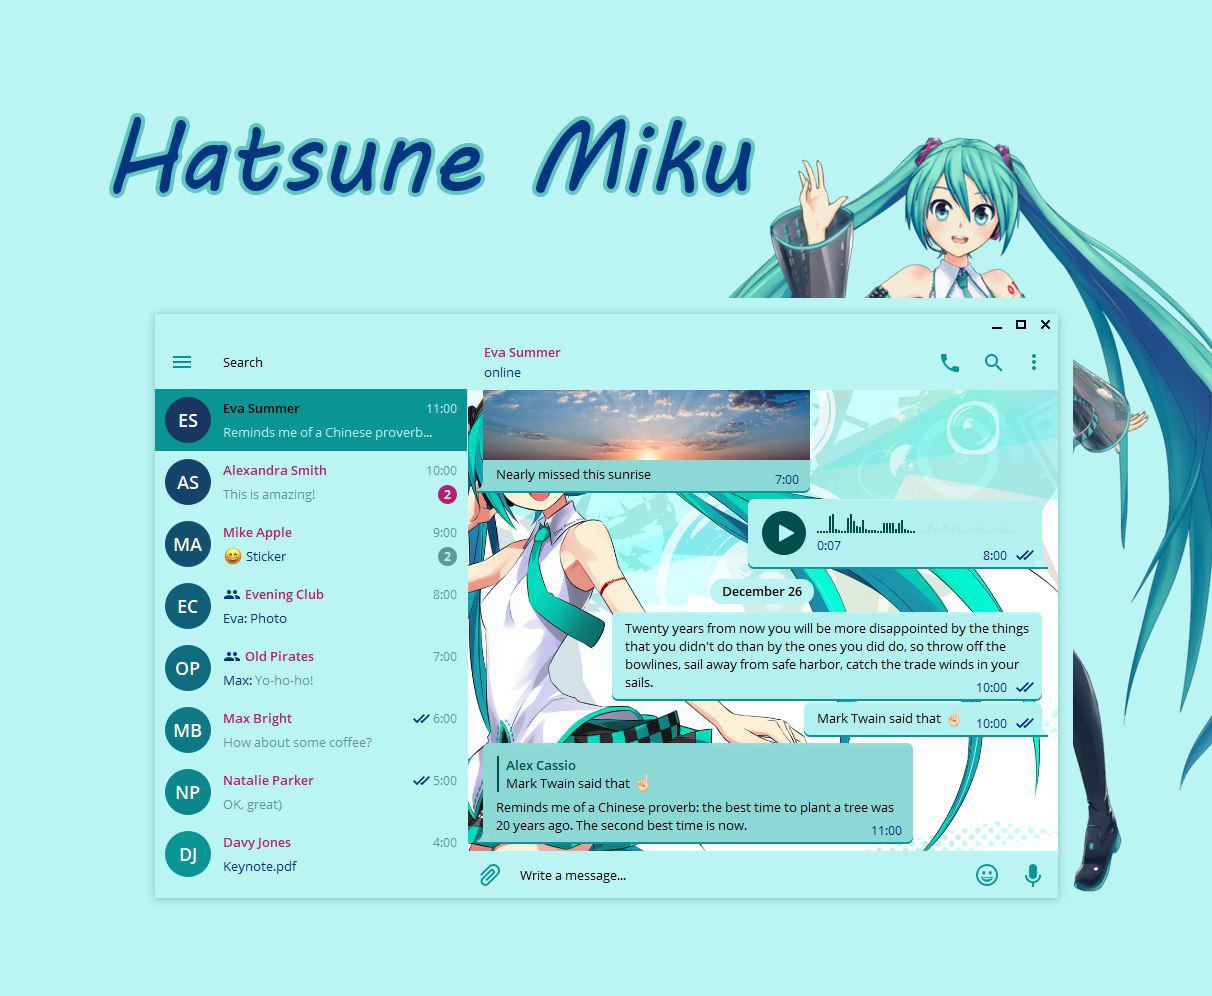 Hatsune Miku
Search
Eva Summer
online
ES
Eva Summer
11:00
Reminds me of a Chinese proverb...
AS
Alexandra Smith
10:00
This is amazing!
2
MA
Mike Apple
9:00
😄 Sticker
2
EC
Evening Club
8:00
Eva: Photo
OP
Old Pirates
7:00
Max: Yo-ho-ho!
MB
Max Bright
6:00
How about some coffee?
NP
Natalie Parker
5:00
OK, great)
DJ
Davy Jones
4:00
Keynote.pdf
Nearly missed this sunrise
7:00
0:07
8:00
December 26
Twenty years from now you will be more disappointed by the things
that you didn't do than by the ones you did do, so throw off the
bowlines, sail away from safe harbor, catch the trade winds in your
sails.
10:00
Mark Twain said that ☝🏻
10:00
Alex Cassio
Mark Twain said that ☝🏻
Reminds me of a Chinese proverb: the best time to plant a tree was
20 years ago. The second best time is now.
11:00
Write a message...